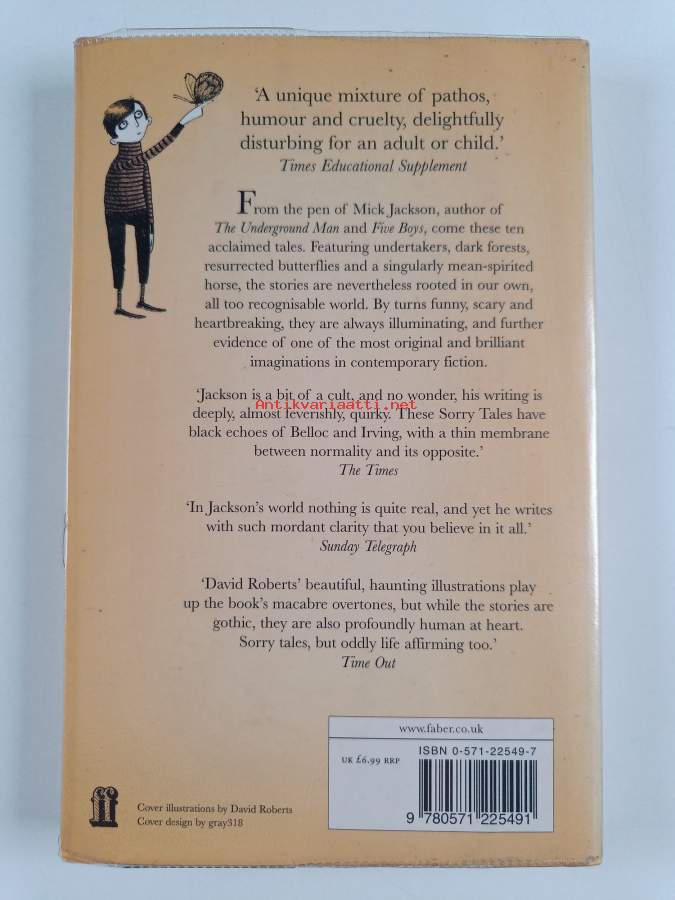 ‘A unique mixture of pathos,
humour and cruelty, delightfully
disturbing for an adult or child.’
Times Educational Supplement
From the pen of Mick Jackson, author of
The Underground Man and Five Boys, come these ten
acclaimed tales. Featuring undertakers, dark forests,
resurrected butterflies and a singularly mean-spirited
horse, the stories are nevertheless rooted in our own,
all too recognisable world. By turns funny, scary and
heartbreaking, they are always illuminating, and further
evidence of one of the most original and brilliant
imaginations in contemporary fiction.
‘Jackson is a bit of a cult, and no wonder, his writing is
Antikvariaatti.net
deeply, almost feverishly, quirky. These Sorry Tales have
black echoes of Belloc and Irving, with a thin membrane
between normality and its opposite.’
The Times
‘In Jackson’s world nothing is quite real, and yet he writes
with such mordant clarity that you believe in it all.’
Sunday Telegraph
‘David Roberts’ beautiful, haunting illustrations play
up the book’s macabre overtones, but while the stories are
gothic, they are also profoundly human at heart.
Sorry tales, but oddly life affirming too.’
Time Out
www.faber.co.uk
UK £6.99 RRP
ISBN 0-571-22549-7
9 780571 225491
ff
Cover illustrations by David Roberts
Cover design by gray318